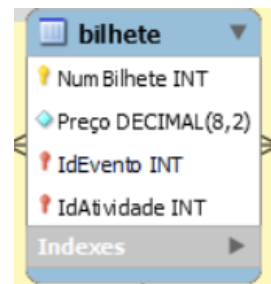 bilhete
NumBilhete INT
Preço DECIMAL(8,2)
IdEvento INT
IdAtividade INT
Indexes